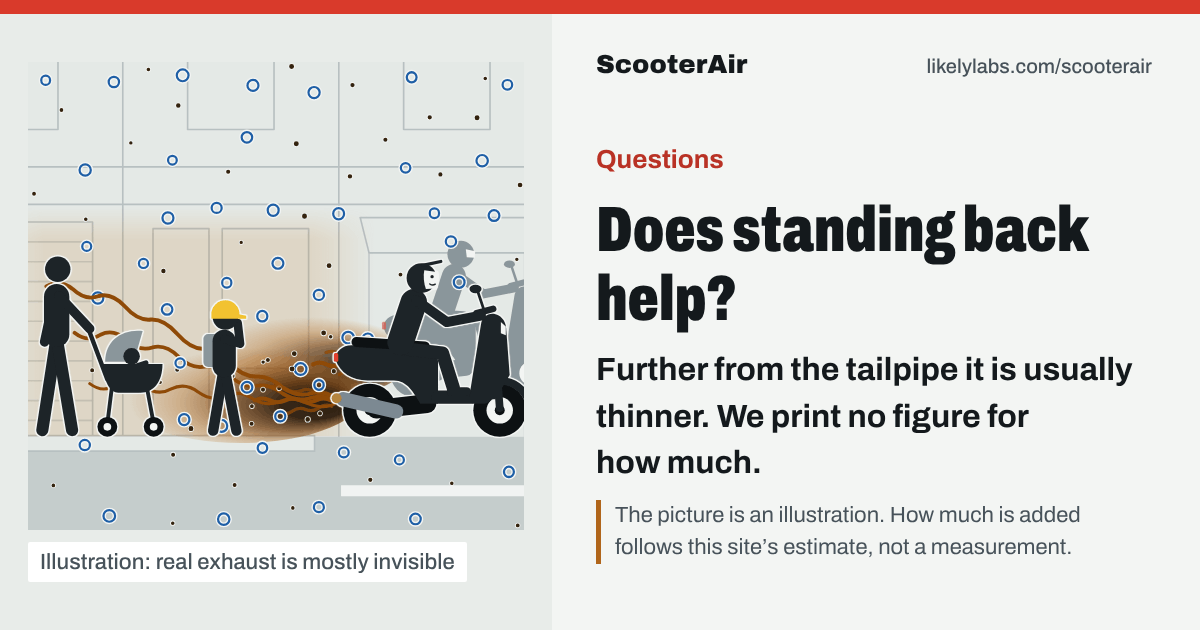 ScooterAir
likelylabs.com/scooterair
Questions
Does standing back
help?
Further from the tailpipe it is usually
thinner. We print no figure for
how much.
The picture is an illustration. How much is added
follows this site’s estimate, not a measurement.
Illustration: real exhaust is mostly invisible